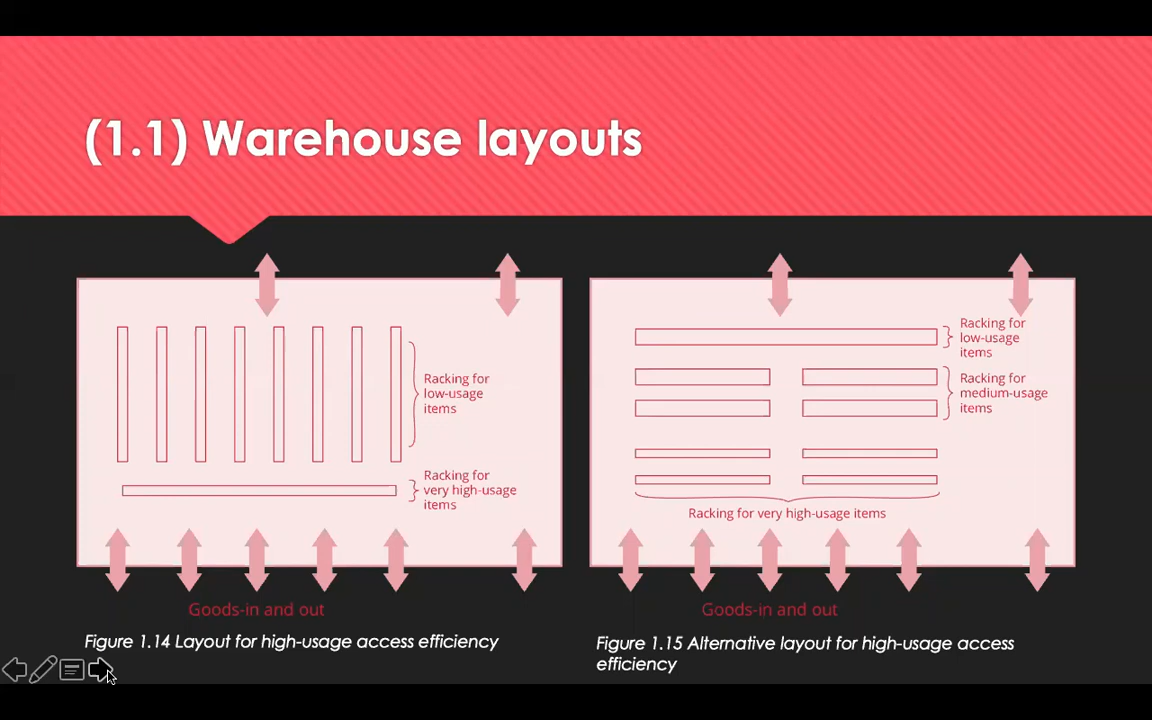 (1.1) Warehouse layouts
Racking for
low-usage
items
Racking for
very high-usage
items
Goods-in and out
Figure 1.14 Layout for high-usage access efficiency
Racking for
low-usage
items
Racking for
medium-usage
items
Racking for very high-usage items
Goods-in and out
Figure 1.15 Alternative layout for high-usage access
efficiency